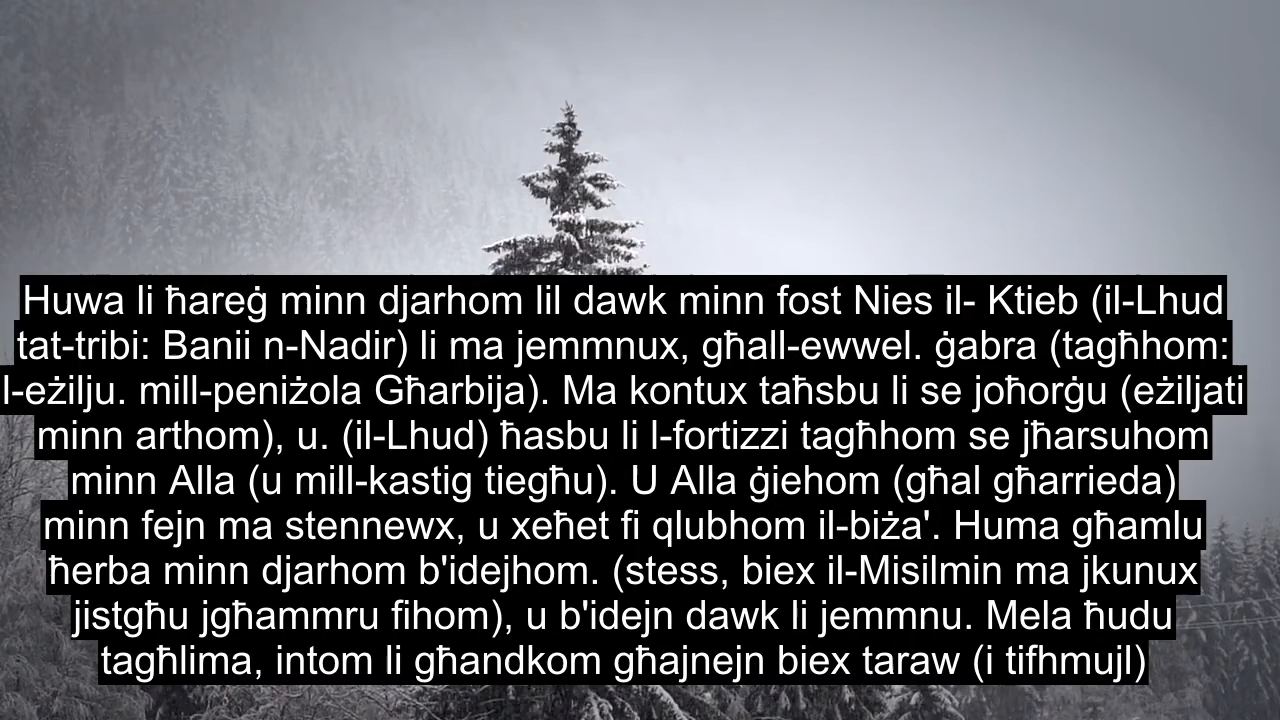 Huwa li ħareġ minn djarhom lil dawk minn fost Nies il- Ktieb (il-Lhud
tat-tribi: Banii n-Nadir) li ma jemmnux, għall-ewwel. ġabra (tagħhom:
l-eżilju. mill-peniżola Għarbija). Ma kontux taħsbu li se joħorġu (eżiljati
minn arthom), u. (il-Lhud) ħasbu li l-fortizzi tagħhom se jħarsuhom
minn Alla (u mill-kastig tiegħu). U Alla ġiehom (għal għarrieda)
minn fejn ma stennewx, u xeħet fi qlubhom il-biża'. Huma għamlu
ħerba minn djarhom b'idejhom. (stess, biex il-Misilmin ma jkunux
jistgħu jgħammru fihom), u b'idejn dawk li jemmnu. Mela ħudu
tagħlima, intom li għandkom għajnejn biex taraw (i tifhmujl)